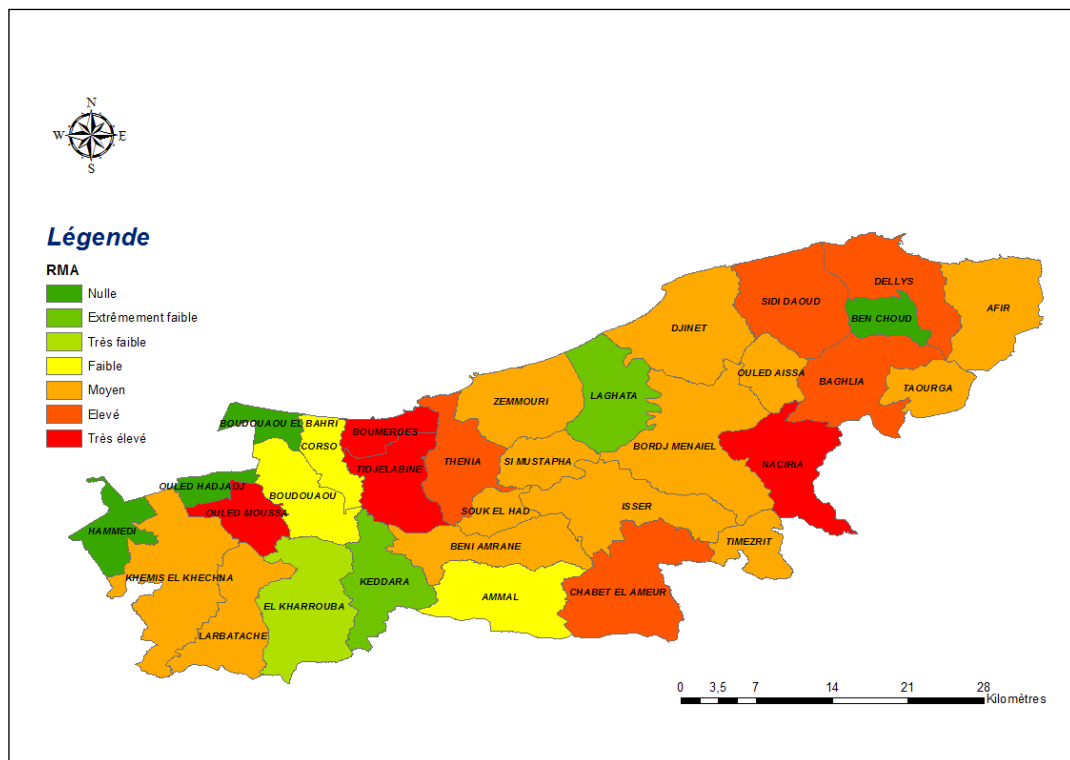 N
W E
S
Légende
RMA
Nulle
Extrêmement faible
Très faible
Faible
Moyen
Elevé
Très élevé
DELLYS
SIDI DAOUD
AFIR
BEN CHOUD
DJINET
OULED AISSA
BAGHLIA
TAOURGA
LAGHATA
ZEMMOURI
BOUDOUAOU EL BAHRI
BOUMERDES
CORSO
BORDJ MENAIEL
THENIA
SI MUSTAPHA
TIDJELABINE
NACIRIA
OULED HADJADJ
BOUDOUAOU
ISSER
SOUK EL HAD
OULED MOUSSA
HAMMEDI
TIMEZRIT
BENI AMRANE
KHEMIS EL KHECHNA
KEDDARA
CHABET EL AMEUR
AMMAL
EL KHARROUBA
LARBATACHE
0 3,5 7 14 21 28
Kilomètres